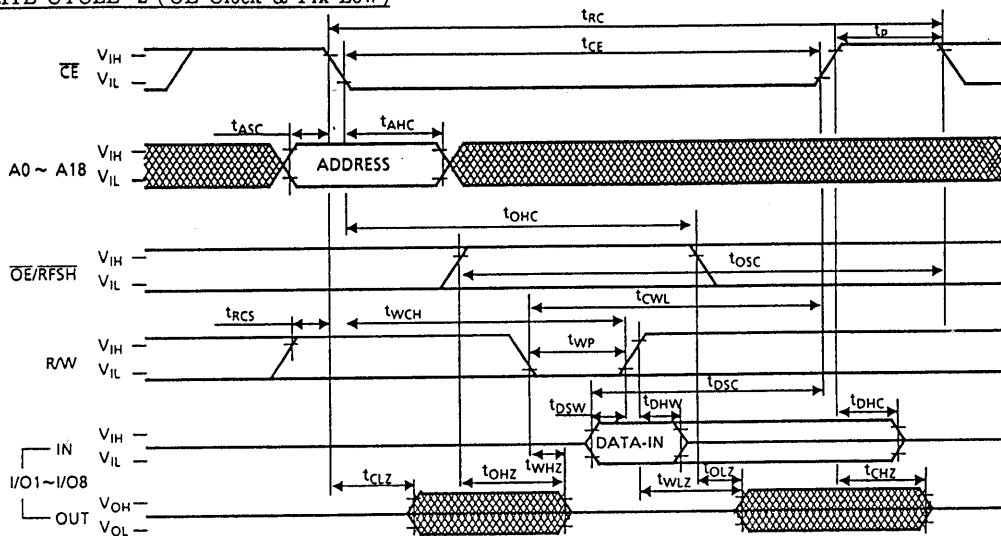 WRITE CYCLE 2 (OE Clock & Fix Low)
tRC
tP
tCE
CE
VIH
VIL
tASC
tAHC
A0 ~ A18
VIH
VIL
ADDRESS
tOHC
OE/RFSH
VIH
VIL
tOSC
tCWL
tRCS
tWCH
tWP
R/W
VIH
VIL
tDSC
tDSW
tDHW
tDHC
IN
VIH
VIL
DATA-IN
tWHZ
I/O1~I/O8
tCLZ
tOHZ
tOLZ
tWLZ
tCHZ
OUT
VOH
VOL